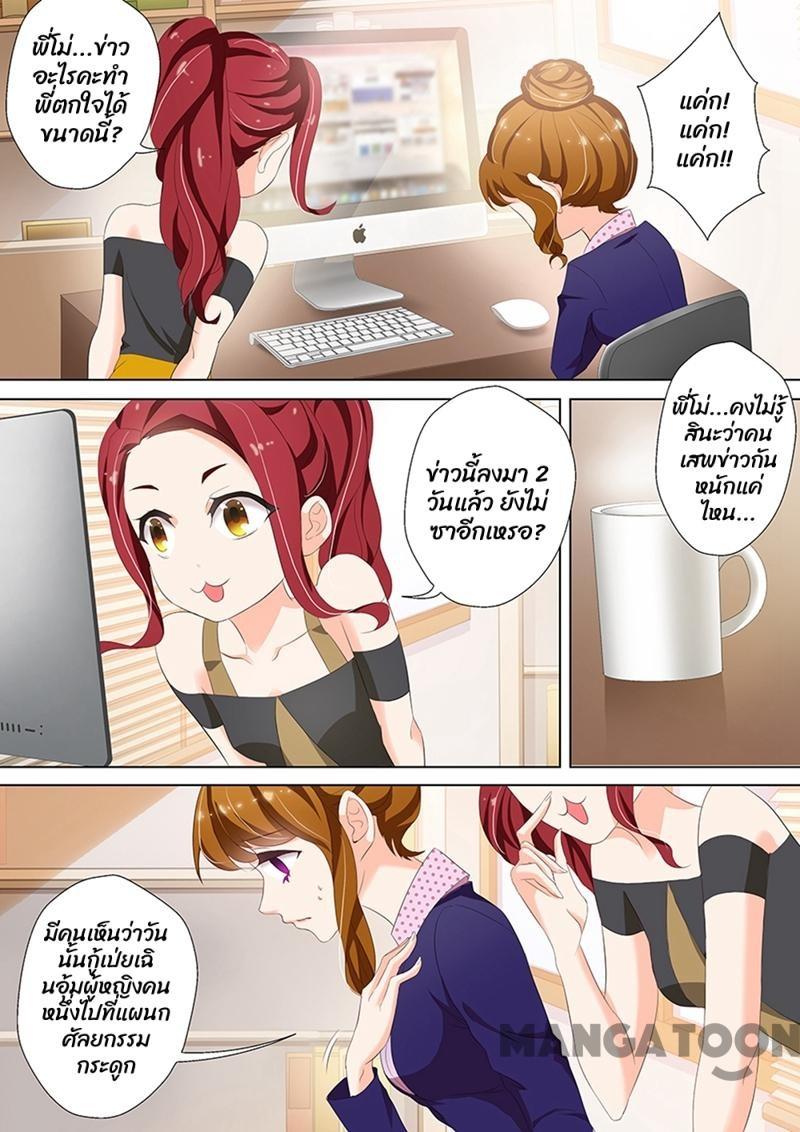 พี่โม่...ข่าว
อะไรคะทำ
พี่ตกใจได้
ขนาดนี้?
แค่ก!
แค่ก!
แค่ก!!
ข่าวนี้ลงมา 2
วันแล้ว ยังไม่
ซาอีกเหรอ?
พี่โม่...คงไม่รู้
สินะว่าคน
เสพข่าวกัน
หนักแค่
ไหน...
มีคนเห็นว่าวัน
นั้นกู้เป่ยเฉิ
นอุ้มผู้หญิงคน
หนึ่งไปที่แผนก
ศัลยกรรม
กระดูก
MANGATOON